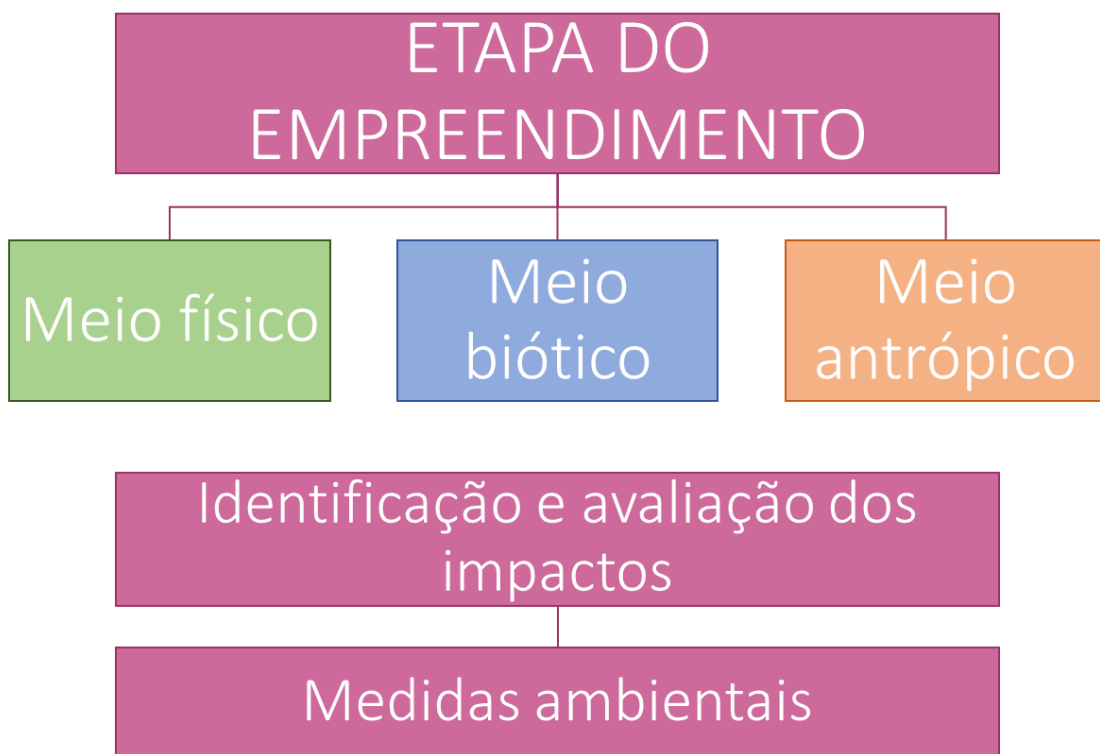 ETAPA DO
EMPREENDIMENTO
Meio físico
Meio
biótico
Meio
antrópico
Identificação e avaliação dos
impactos
Medidas ambientais